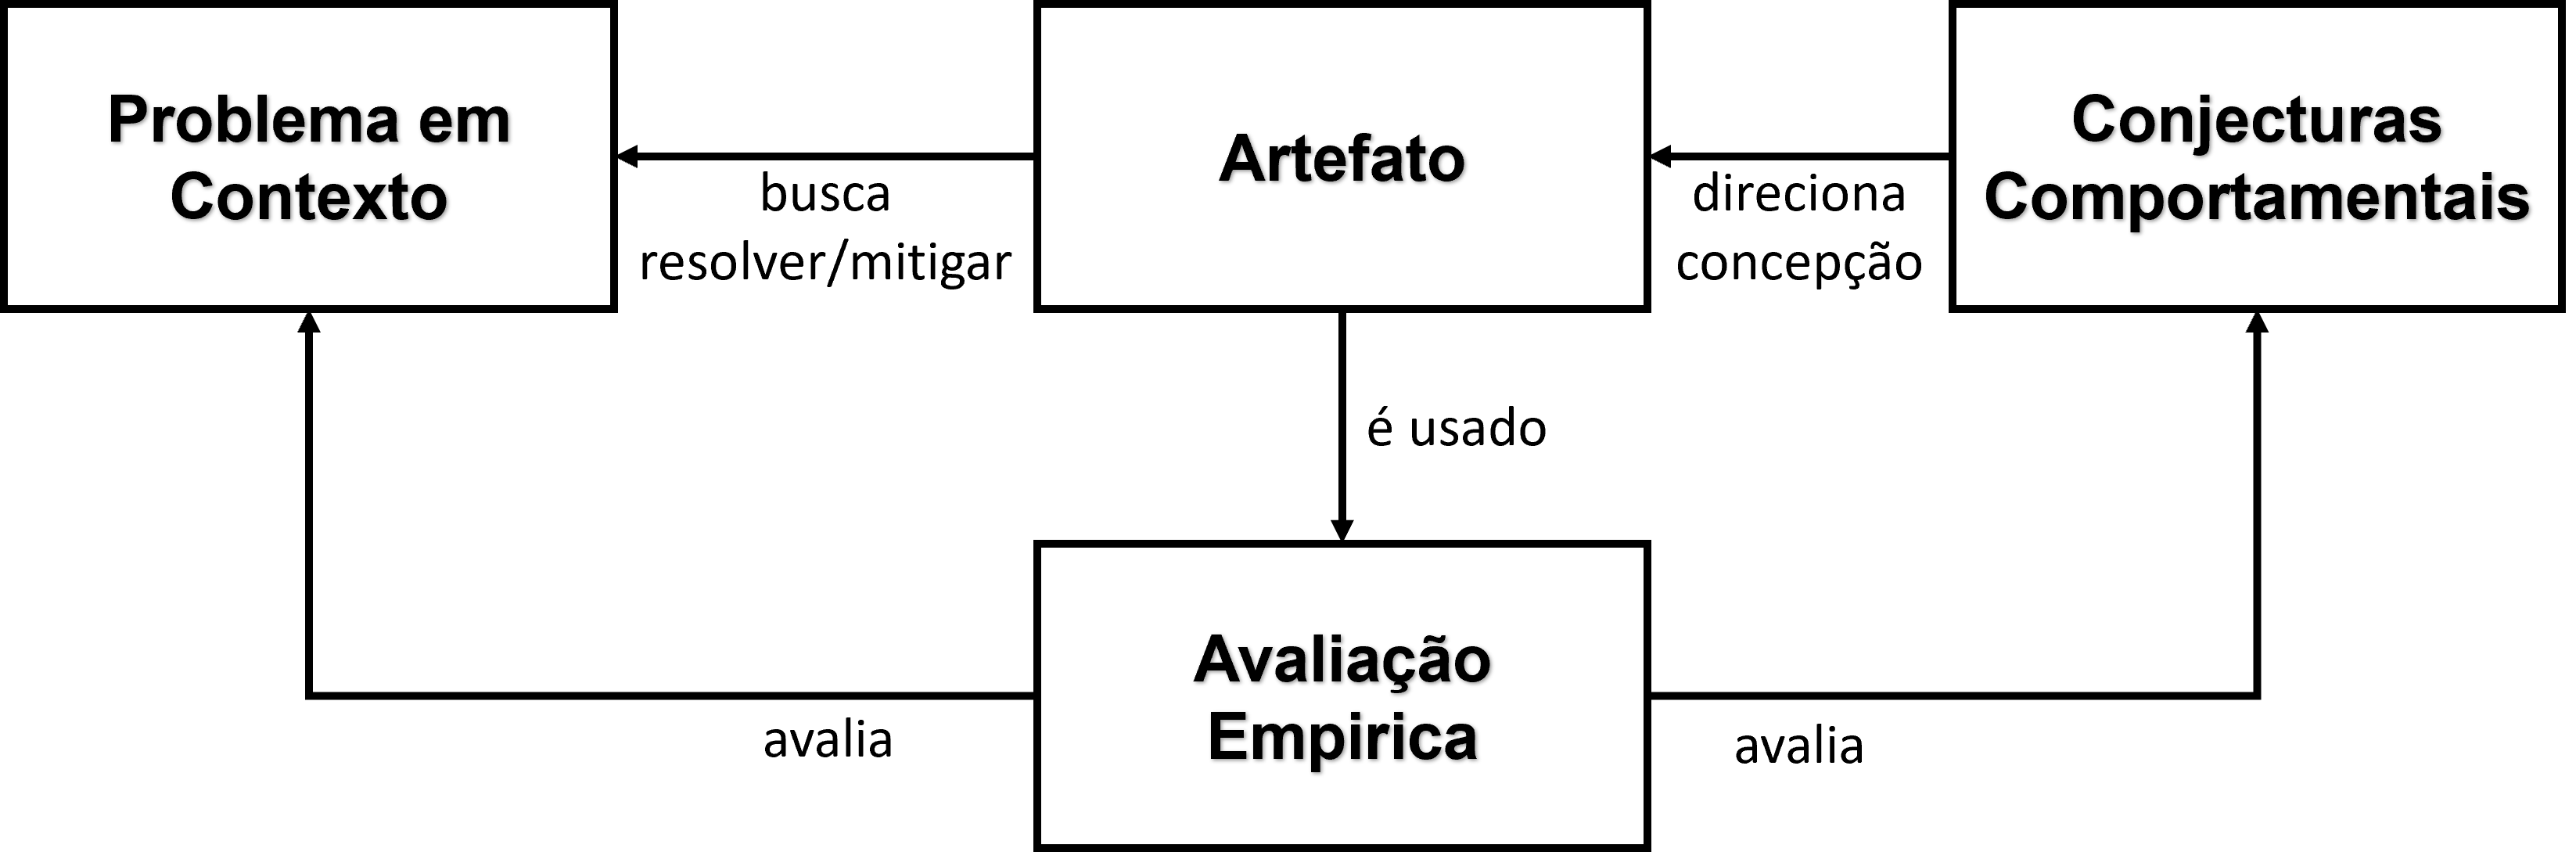 Problema em
Contexto
busca
resolver/mitigar
Artefato
direciona
concepção
Conjecturas
Comportamentais
é usado
Avaliação
Empirica
avalia
avalia